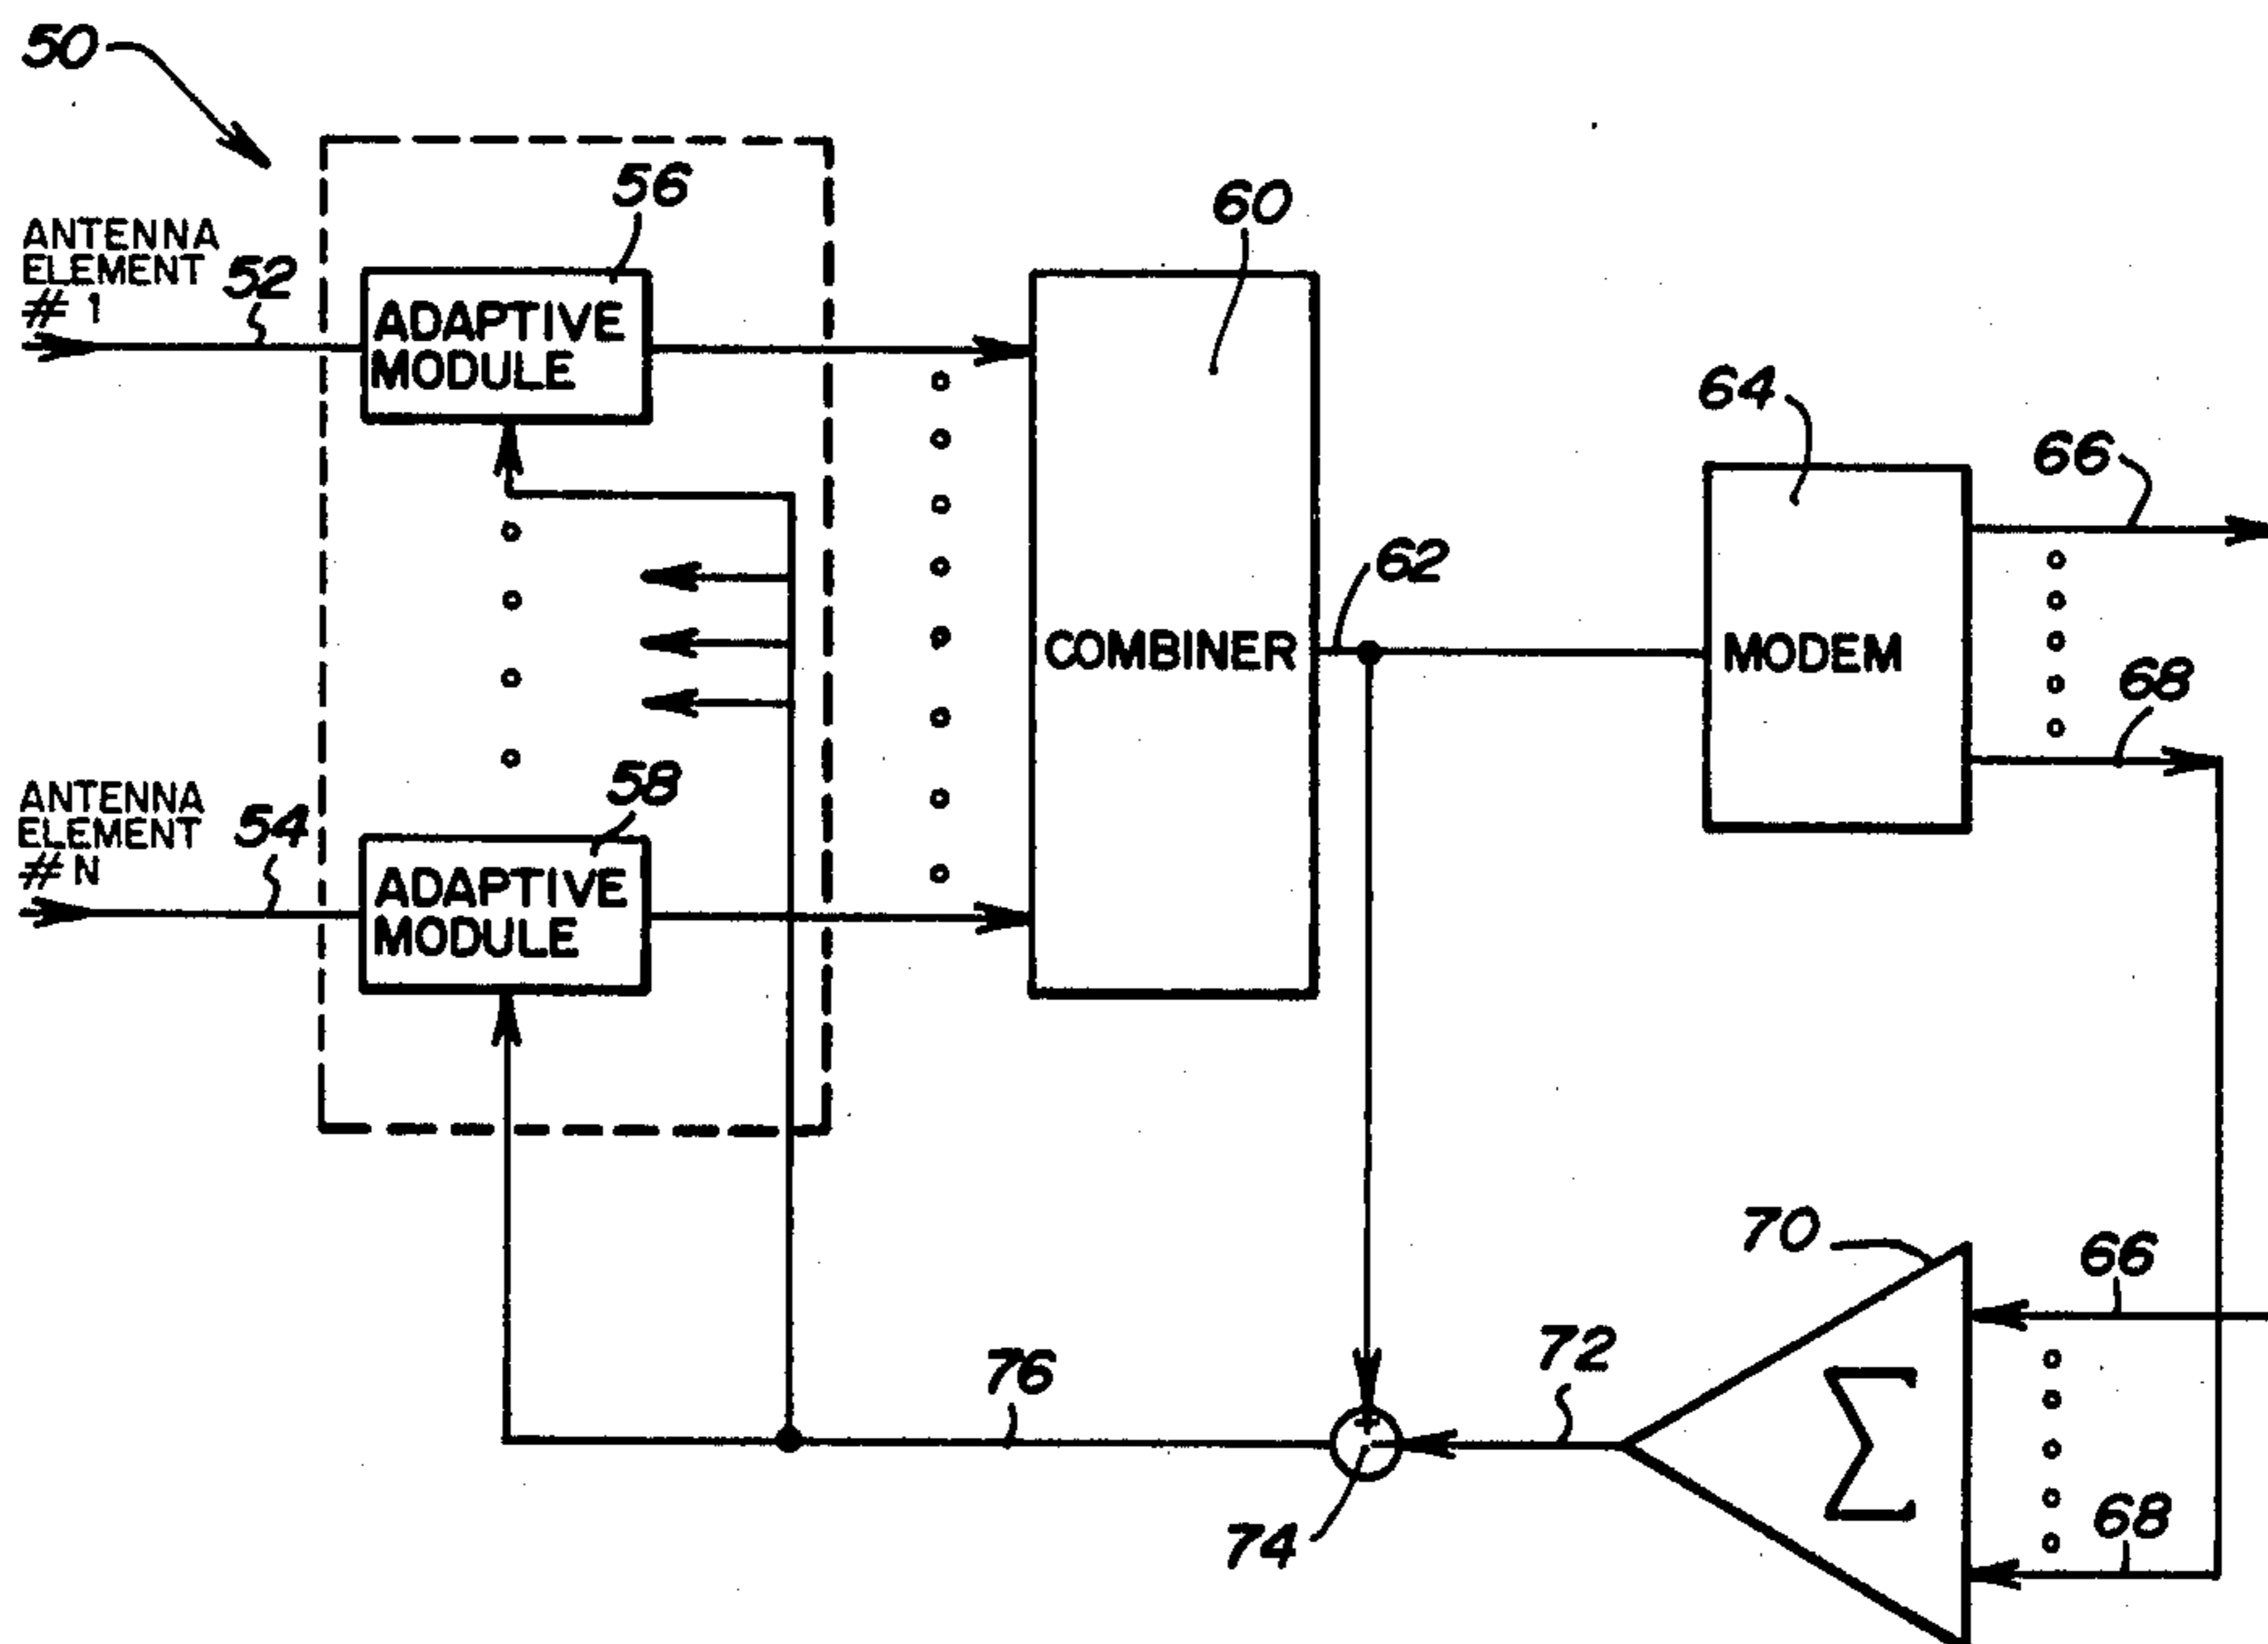 50
56
60
ANTENNA
ELEMENT
# 1
52
ADAPTIVE
MODULE
64
66
62
COMBINER
MODEM
68
ANTENNA
ELEMENT
# N
54
58
ADAPTIVE
MODULE
70
66
72
76
+
−
Σ
74
68